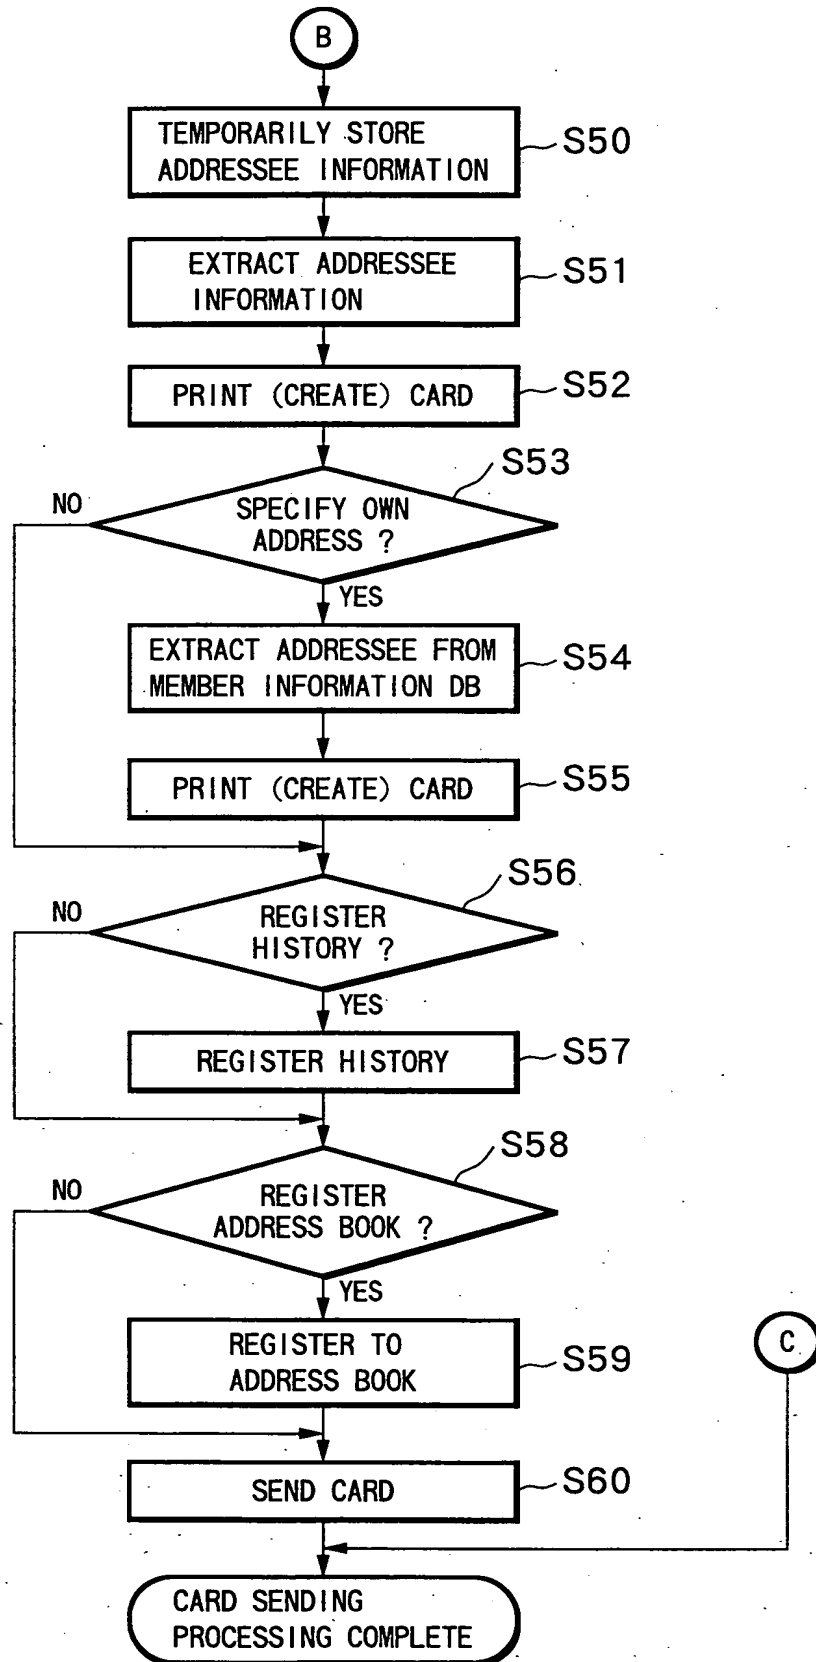 B
TEMPORARILY STORE
ADDRESSEE INFORMATION
S50
EXTRACT ADDRESSEE
INFORMATION
S51
PRINT (CREATE) CARD
S52
S53
NO
SPECIFY OWN
ADDRESS ?
YES
EXTRACT ADDRESSEE FROM
MEMBER INFORMATION DB
S54
PRINT (CREATE) CARD
S55
S56
NO
REGISTER
HISTORY ?
YES
REGISTER HISTORY
S57
S58
NO
REGISTER
ADDRESS BOOK ?
YES
REGISTER TO
ADDRESS BOOK
S59
C
SEND CARD
S60
CARD SENDING
PROCESSING COMPLETE